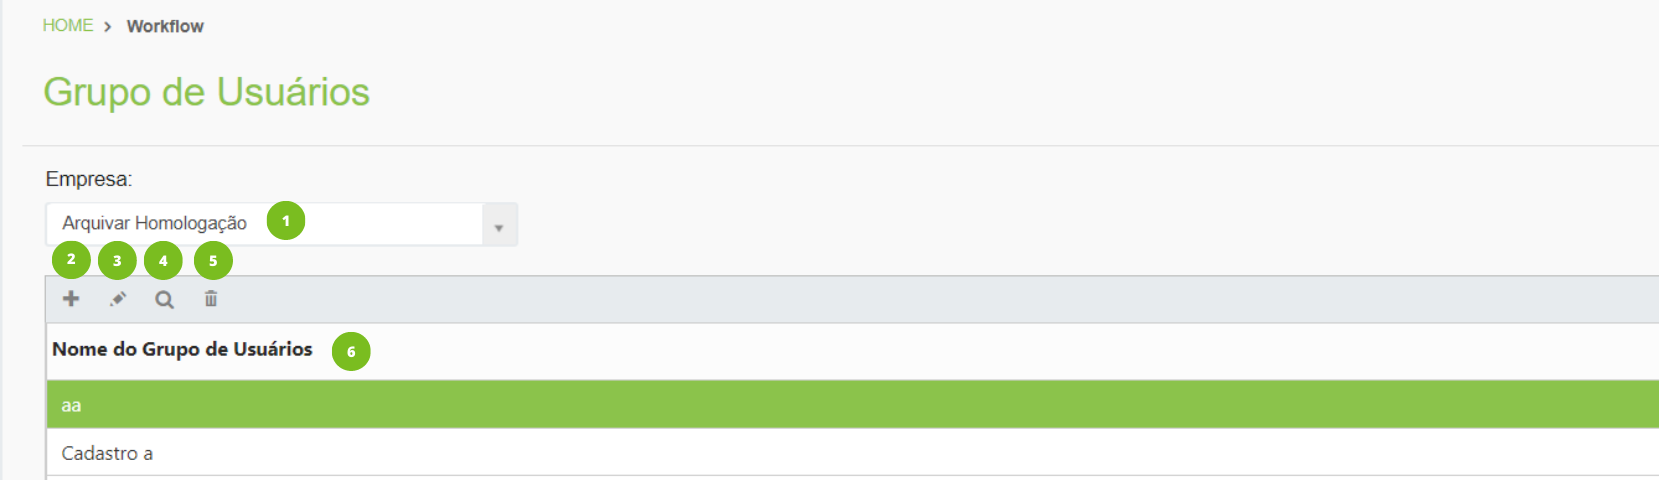 HOME > Workflow
Grupo de Usuários
Empresa:
Arquivar Homologação 1
2 3 4 5
Nome do Grupo de Usuários 6
aa
Cadastro a